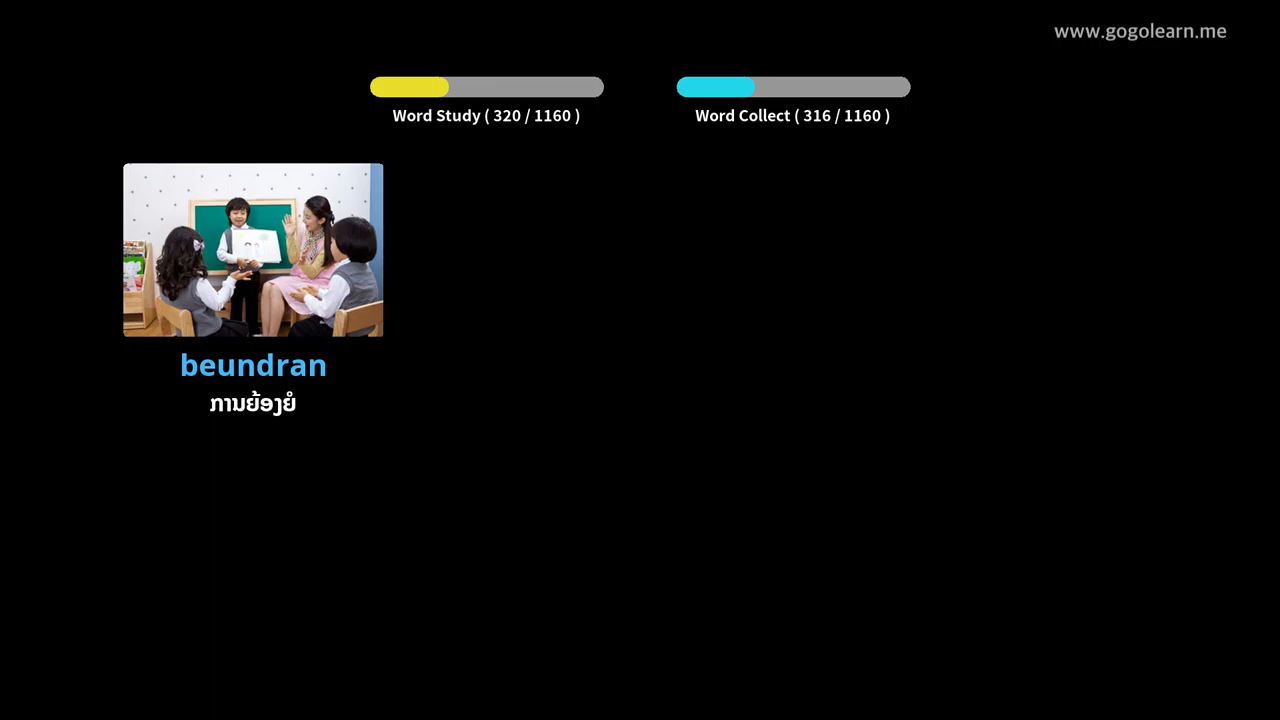 www.gogolearn.me
Word Study ( 320 / 1160 )
Word Collect ( 316 / 1160 )
beundran
ການຍ້ອງຍໍ